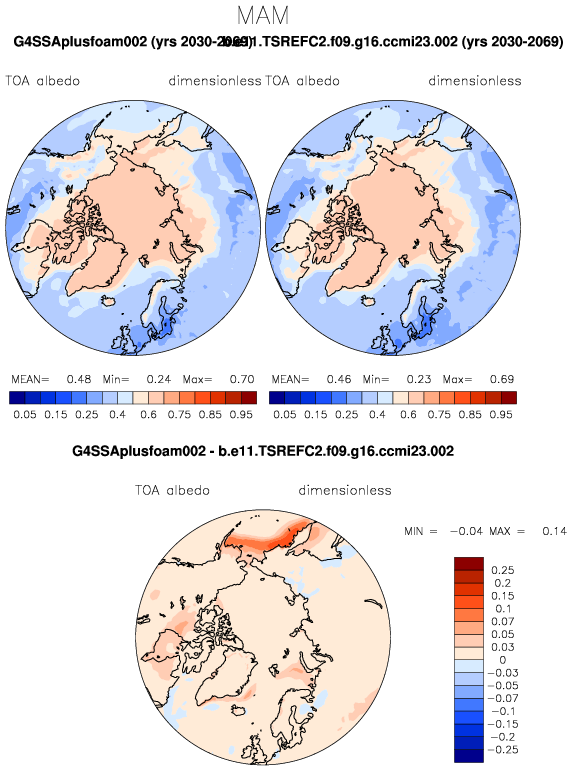 MAM
G4SSAplusfoam002 (yrs 2030-2069) b.e11.TSREFC2.f09.g16.ccmi23.002 (yrs 2030-2069)
TOA albedo dimensionless TOA albedo dimensionless
MEAN= 0.48 Min= 0.24 Max= 0.70 MEAN= 0.46 Min= 0.23 Max= 0.69
0.05 0.15 0.25 0.4 0.6 0.75 0.85 0.95 0.05 0.15 0.25 0.4 0.6 0.75 0.85 0.95
G4SSAplusfoam002 - b.e11.TSREFC2.f09.g16.ccmi23.002
TOA albedo dimensionless
MIN = -0.04 MAX = 0.14
0.25
0.2
0.15
0.1
0.07
0.05
0.03
0
-0.03
-0.05
-0.07
-0.1
-0.15
-0.2
-0.25